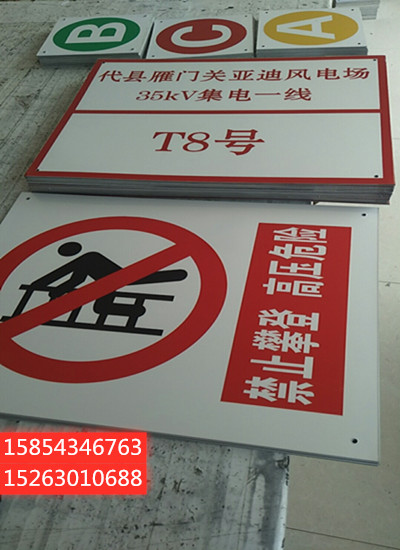 B
C
A
代县雁门关亚迪风电场
35kV集电一线
T8号
禁止攀登 高压危险
15854346763
15263010688